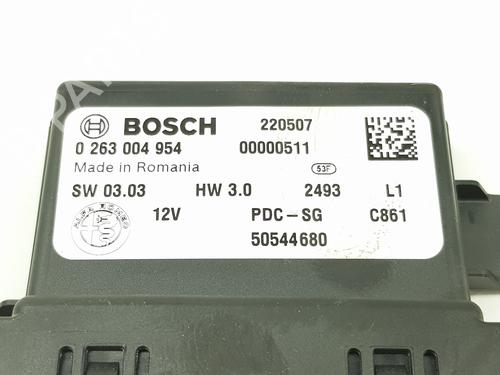 BOSCH 220507
0 263 004 954 00000511
Made in Romania 53F
SW 03.03 HW 3.0 2493 L1
12V PDC-SG C861
50544680